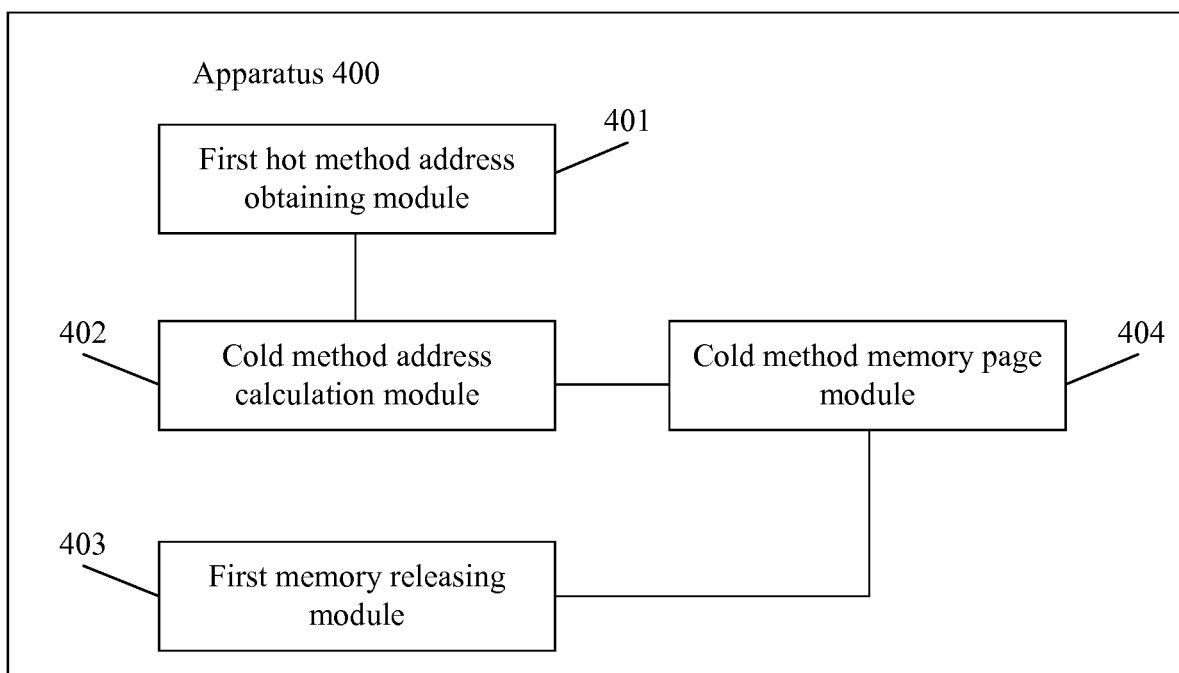 Apparatus 400
401
First hot method address
obtaining module
402
Cold method address
calculation module
Cold method memory page
module
404
403
First memory releasing
module